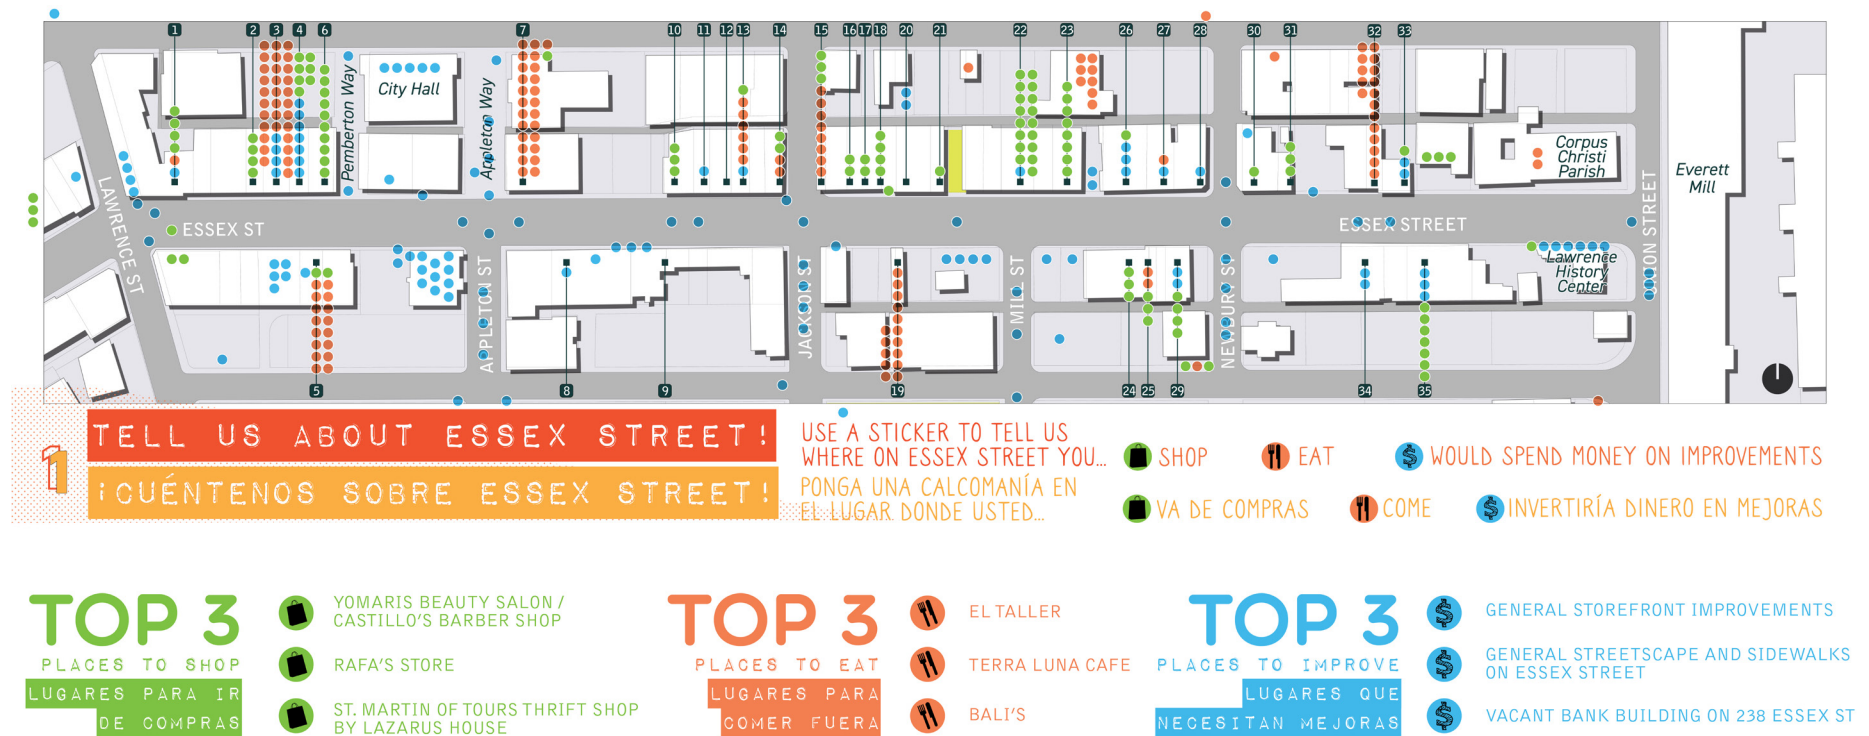 1 2 3 4 6 7 10 11 12 13 14 15 16 17 18 20 21 22 23 26 27 28 30 31 32 33
Pemberton Way
City Hall
Appleton Way
Corpus
Christi
Parish
Everett
Mill
LAWRENCE ST
ESSEX ST
ESSEX STREET
UNION STREET
APPLETON ST
JACKSON ST
MILL ST
NEWBURY ST
Lawrence
History
Center
5 8 9 19 24 25 29 34 35
1
TELL US ABOUT ESSEX STREET!
¡CUÉNTENOS SOBRE ESSEX STREET!
USE A STICKER TO TELL US
WHERE ON ESSEX STREET YOU...
PONGA UNA CALCOMANÍA EN
EL LUGAR DONDE USTED...
SHOP EAT $ WOULD SPEND MONEY ON IMPROVEMENTS
VA DE COMPRAS COME $ INVERTIRÍA DINERO EN MEJORAS
TOP 3
PLACES TO SHOP
LUGARES PARA IR
DE COMPRAS
YOMARIS BEAUTY SALON /
CASTILLO'S BARBER SHOP
RAFA'S STORE
ST. MARTIN OF TOURS THRIFT SHOP
BY LAZARUS HOUSE
TOP 3
PLACES TO EAT
LUGARES PARA
COMER FUERA
EL TALLER
TERRA LUNA CAFE
BALI'S
TOP 3
PLACES TO IMPROVE
LUGARES QUE
NECESITAN MEJORAS
$ GENERAL STOREFRONT IMPROVEMENTS
$ GENERAL STREETSCAPE AND SIDEWALKS
ON ESSEX STREET
$ VACANT BANK BUILDING ON 238 ESSEX ST